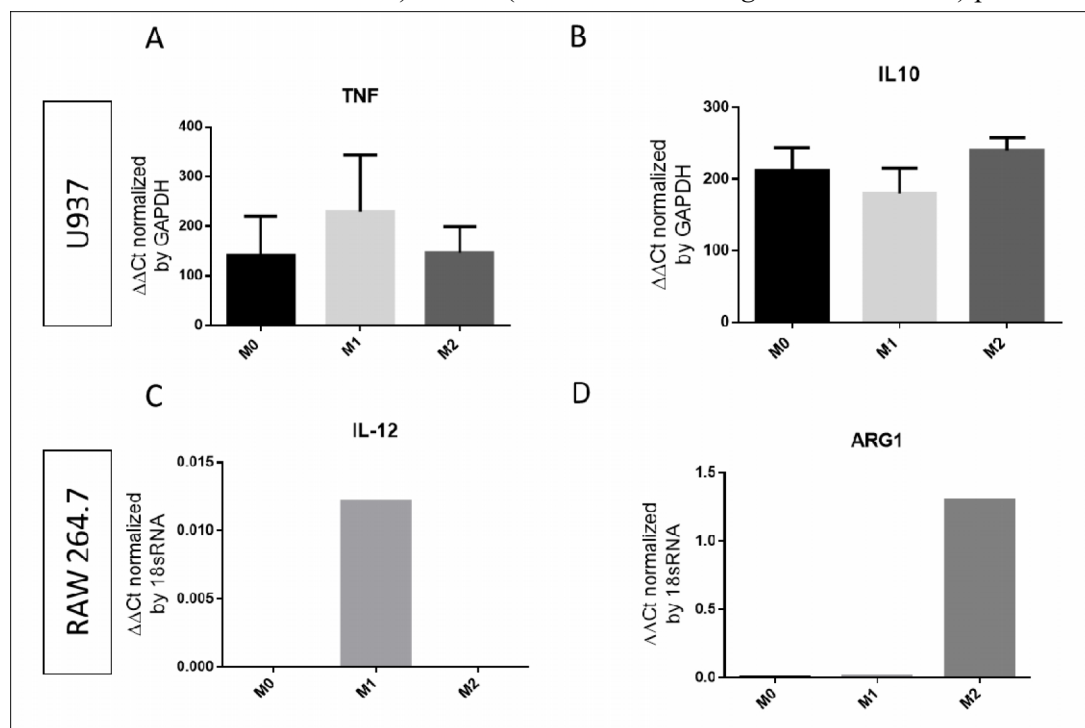 A
B
U937
TNF
ΔΔCt normalized
by GAPDH
400
300
200
100
0
M0
M1
M2
IL10
ΔΔCt normalized
by GAPDH
300
200
100
0
M0
M1
M2
C
D
RAW 264.7
IL-12
ΔΔCt normalized
by 18sRNA
0.015
0.010
0.005
0.000
M0
M1
M2
ARG1
ΔΔCt normalized
by 18sRNA
1.5
1.0
0.5
0.0
M0
M1
M2